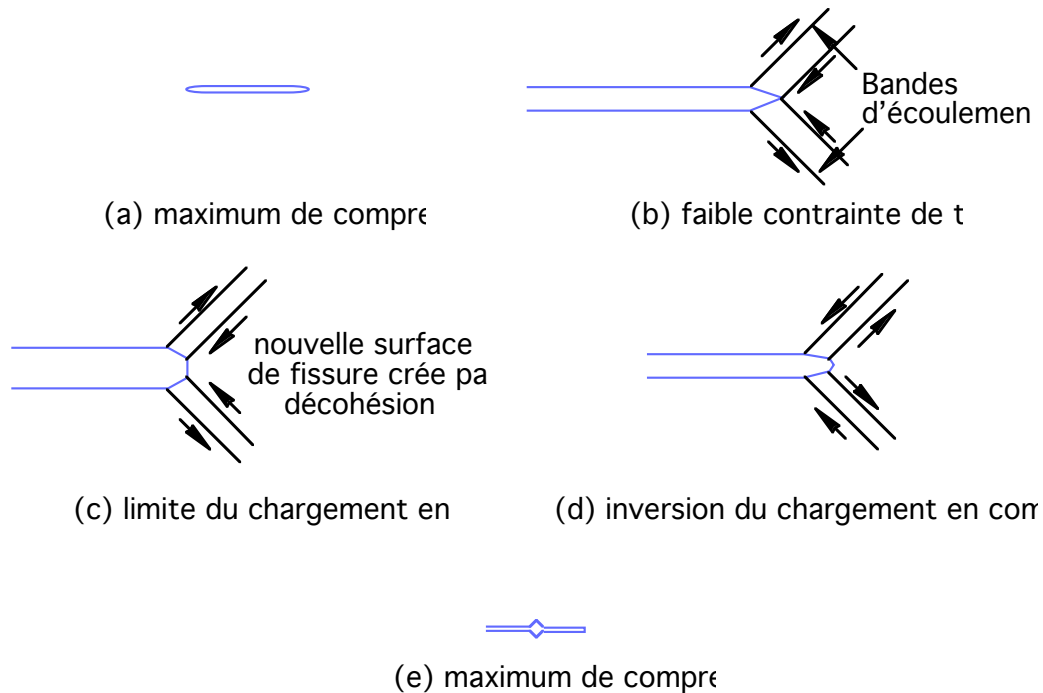 Bandes
d'écoulemen
(a) maximum de compre
(b) faible contrainte de t
nouvelle surface
de fissure crée pa
décohésion
(c) limite du chargement en
(d) inversion du chargement en com
(e) maximum de compre